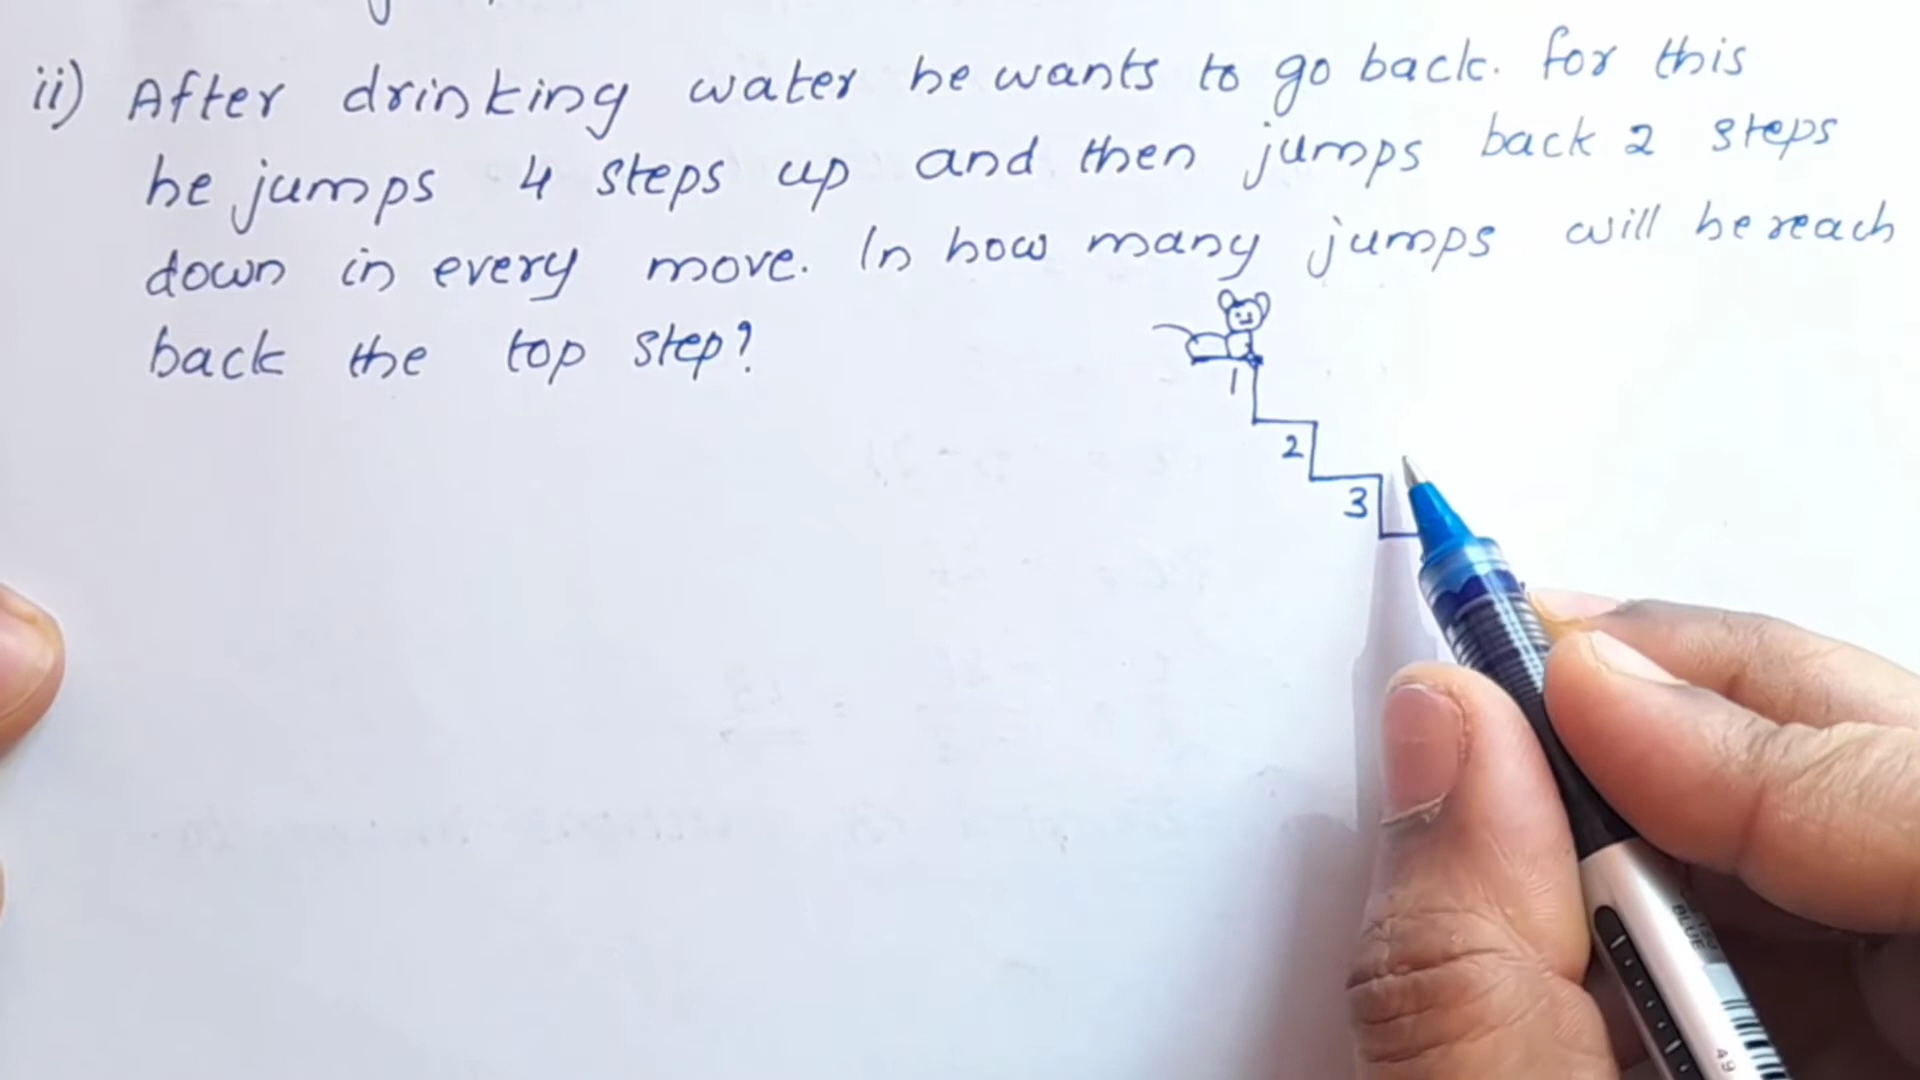 ii) After drinking water he wants to go back. for this
he jumps 4 steps up and then jumps back 2 steps
down in every move. In how many jumps will he reach
back the top step?
1
2
3
BLUE
49